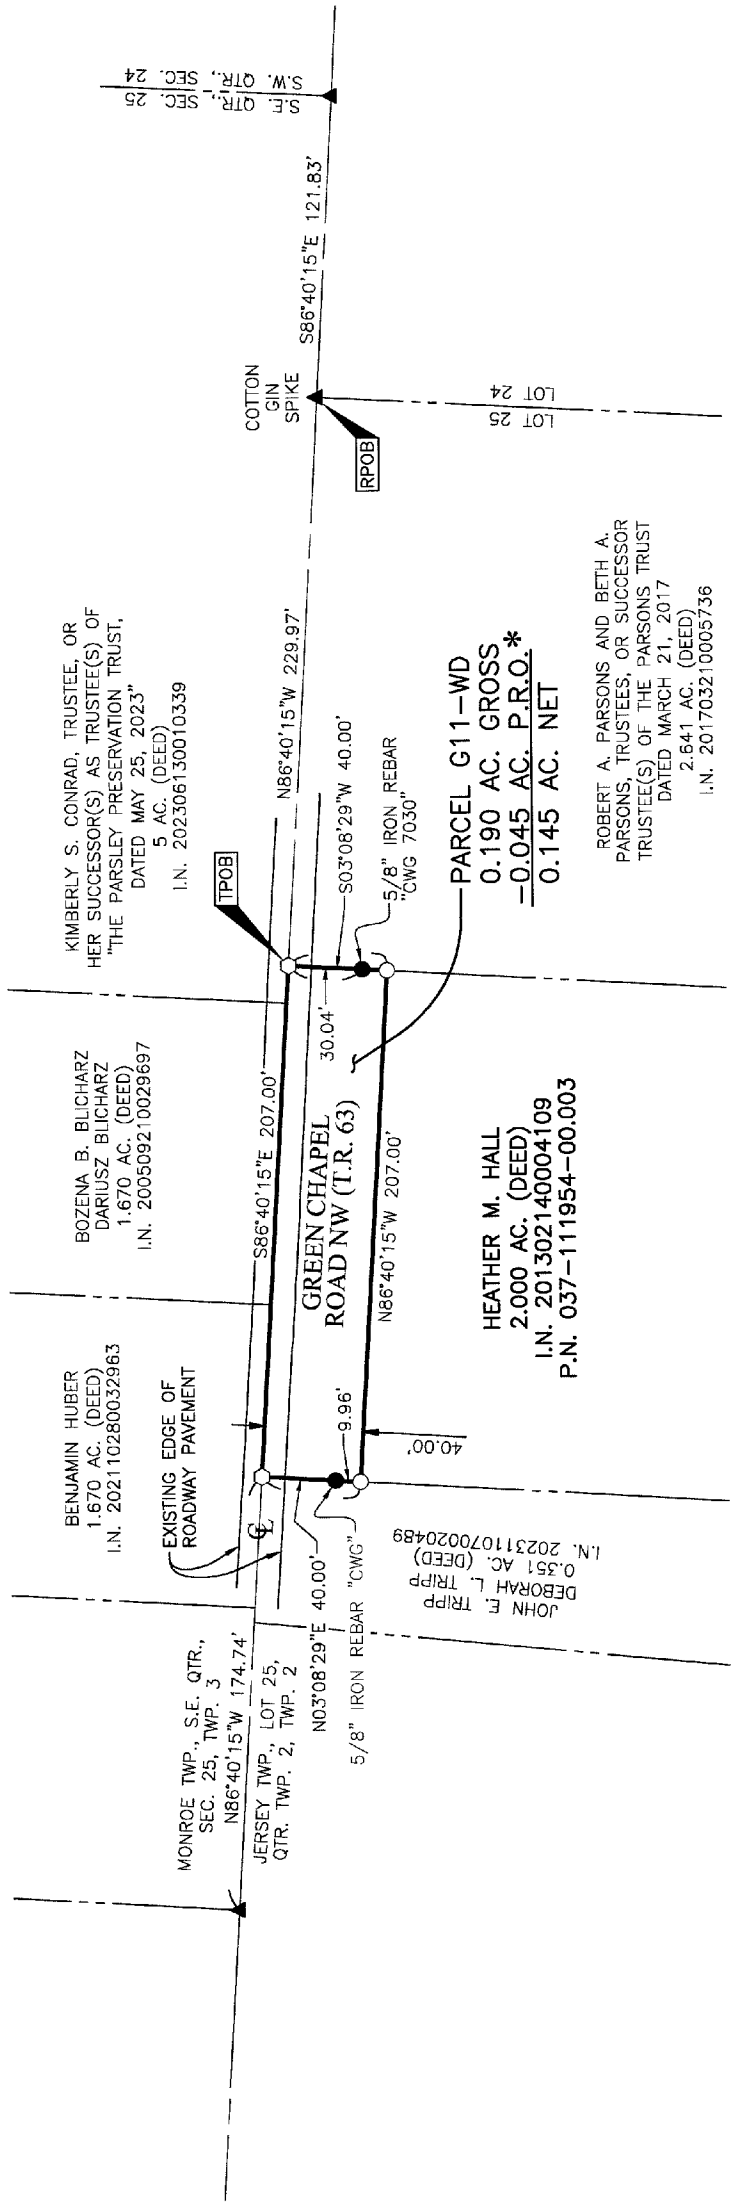 S.W. QTR., SEC. 24
S.E. QTR., SEC. 25
S86°40'15"E 121.83'
COTTON
GIN
SPIKE
RPOB
LOT 24
LOT 25
KIMBERLY S. CONRAD, TRUSTEE, OR
HER SUCCESSOR(S) AS TRUSTEE(S) OF
"THE PARSLEY PRESERVATION TRUST,
DATED MAY 25, 2023"
5 AC. (DEED)
I.N. 202306130010339
N86°40'15"W 229.97'
TPOB
S03°08'29"W 40.00'
5/8" IRON REBAR
"CWG 7030"
30.04'
PARCEL G11-WD
0.190 AC. GROSS
-0.045 AC. P.R.O.*
0.145 AC. NET
ROBERT A. PARSONS AND BETH A.
PARSONS, TRUSTEES, OR SUCCESSOR
TRUSTEE(S) OF THE PARSONS TRUST
DATED MARCH 21, 2017
2.641 AC. (DEED)
I.N. 201703210005736
BOZENA B. BLICHARZ
DARIUSZ BLICHARZ
1.670 AC. (DEED)
I.N. 200509210029697
S86°40'15"E 207.00'
GREEN CHAPEL
ROAD NW (T.R. 63)
N86°40'15"W 207.00'
HEATHER M. HALL
2.000 AC. (DEED)
I.N. 201302140004109
P.N. 037-111954-00.003
BENJAMIN HUBER
1.670 AC. (DEED)
I.N. 202110280032963
EXISTING EDGE OF
ROADWAY PAVEMENT
CL
9.96'
40.00'
N03°08'29"E 40.00'
5/8" IRON REBAR "CWG"
JOHN E. TRIPP
DEBORAH L. TRIPP
0.351 AC. (DEED)
I.N. 202311070020489
MONROE TWP., S.E. QTR.,
SEC. 25, TWP. 3
N86°40'15"W 174.74'
JERSEY TWP., LOT 25,
QTR. TWP. 2, TWP. 2